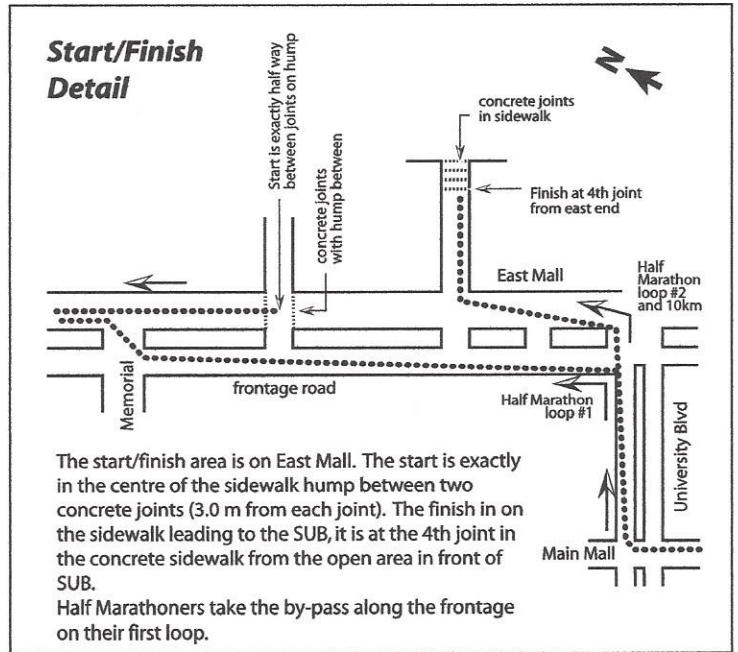 Start/Finish
Detail
N
Start is exactly half way
between joints on hump
concrete joints
with hump between
concrete joints
in sidewalk
Finish at 4th joint
from east end
East Mall
Half
Marathon
loop #2
and 10km
Memorial
frontage road
Half Marathon
loop #1
University Blvd
Main Mall
The start/finish area is on East Mall. The start is exactly
in the centre of the sidewalk hump between two
concrete joints (3.0 m from each joint). The finish in on
the sidewalk leading to the SUB, it is at the 4th joint in
the concrete sidewalk from the open area in front of
SUB.
Half Marathoners take the by-pass along the frontage
on their first loop.